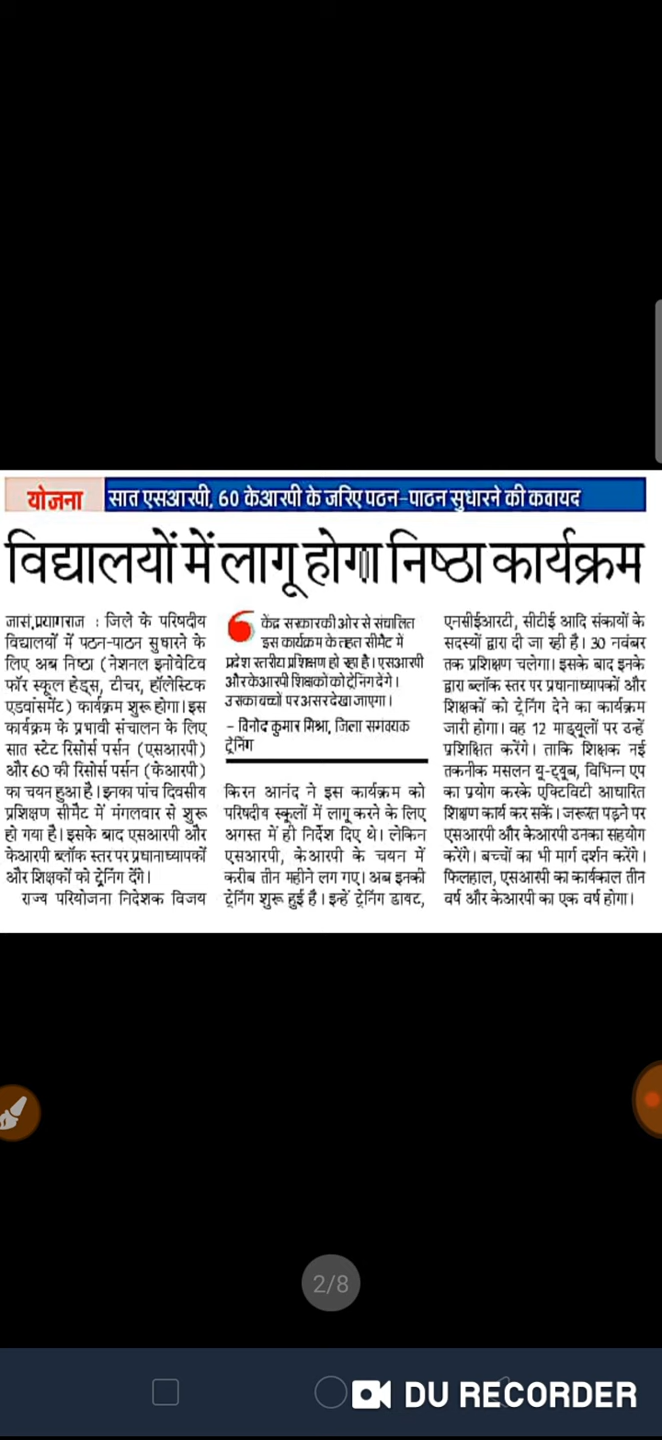 योजना
सात एसआरपी, 60 केआरपी के जरिए पठन-पाठन सुधारने की कवायद
विद्यालयों में लागू होगा निष्ठा कार्यक्रम
जासं,प्रयागराज : जिले के परिषदीय
विद्यालयों में पठन-पाठन सुधारने के
लिए अब निष्ठा (नेशनल इनोवेटिव
फॉर स्कूल हेड्स, टीचर, हॉलेस्टिक
एडवांसमेंट) कार्यक्रम शुरू होगा। इस
कार्यक्रम के प्रभावी संचालन के लिए
सात स्टेट रिसोर्स पर्सन (एसआरपी)
और 60 की रिसोर्स पर्सन (केआरपी)
का चयन हुआ है। इनका पांच दिवसीय
प्रशिक्षण सीमैट में मंगलवार से शुरू
हो गया है। इसके बाद एसआरपी और
केआरपी ब्लॉक स्तर पर प्रधानाध्यापकों
और शिक्षकों को ट्रेनिंग देंगे।
राज्य परियोजना निदेशक विजय
केंद्र सरकार की ओर से संचालित
इस कार्यक्रम के तहत सीमैट में
प्रदेश स्तरीय प्रशिक्षण हो रहा है। एसआरपी
और केआरपी शिक्षकों को ट्रेनिंग देंगे।
उसका बच्चों पर असर देखा जाएगा।
– विनोद कुमार मिश्रा, जिला समन्वयक
ट्रेनिंग
किरन आनंद ने इस कार्यक्रम को
परिषदीय स्कूलों में लागू करने के लिए
अगस्त में ही निर्देश दिए थे। लेकिन
एसआरपी, केआरपी के चयन में
करीब तीन महीने लग गए। अब इनकी
ट्रेनिंग शुरू हुई है। इन्हें ट्रेनिंग डायट,
एनसीईआरटी, सीटीई आदि संकायों के
सदस्यों द्वारा दी जा रही है। 30 नवंबर
तक प्रशिक्षण चलेगा। इसके बाद इनके
द्वारा ब्लॉक स्तर पर प्रधानाध्यापकों और
शिक्षकों को ट्रेनिंग देने का कार्यक्रम
जारी होगा। वह 12 माड्यूलों पर उन्हें
प्रशिक्षित करेंगे। ताकि शिक्षक नई
तकनीक मसलन यू-ट्यूब, विभिन्न एप
का प्रयोग करके एक्टिविटी आधारित
शिक्षण कार्य कर सकें। जरूरत पड़ने पर
एसआरपी और केआरपी उनका सहयोग
करेंगे। बच्चों का भी मार्ग दर्शन करेंगे।
फिलहाल, एसआरपी का कार्यकाल तीन
वर्ष और केआरपी का एक वर्ष होगा।
2/8
DU RECORDER